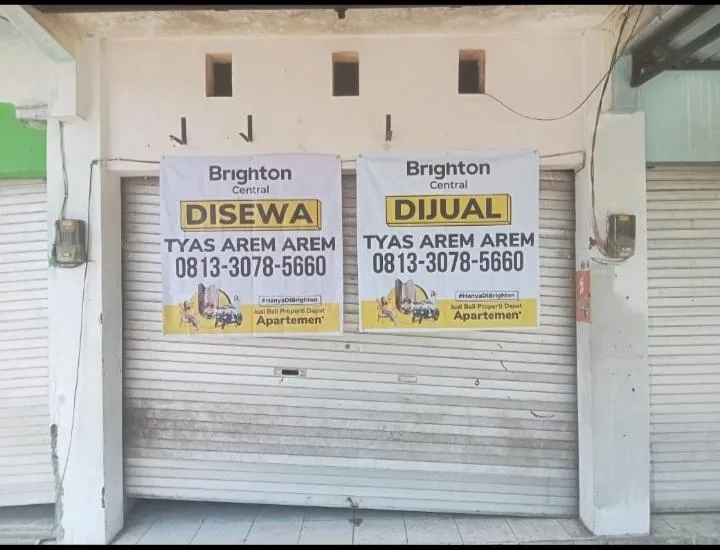 Brighton
Central
DISEWA
TYAS AREM AREM
0813-3078-5660
#HanyaDiBrighton
Jual Beli Properti Dapat
Apartemen*
Brighton
Central
DIJUAL
TYAS AREM AREM
0813-3078-5660
#HanyaDiBrighton
Jual Beli Properti Dapat
Apartemen*